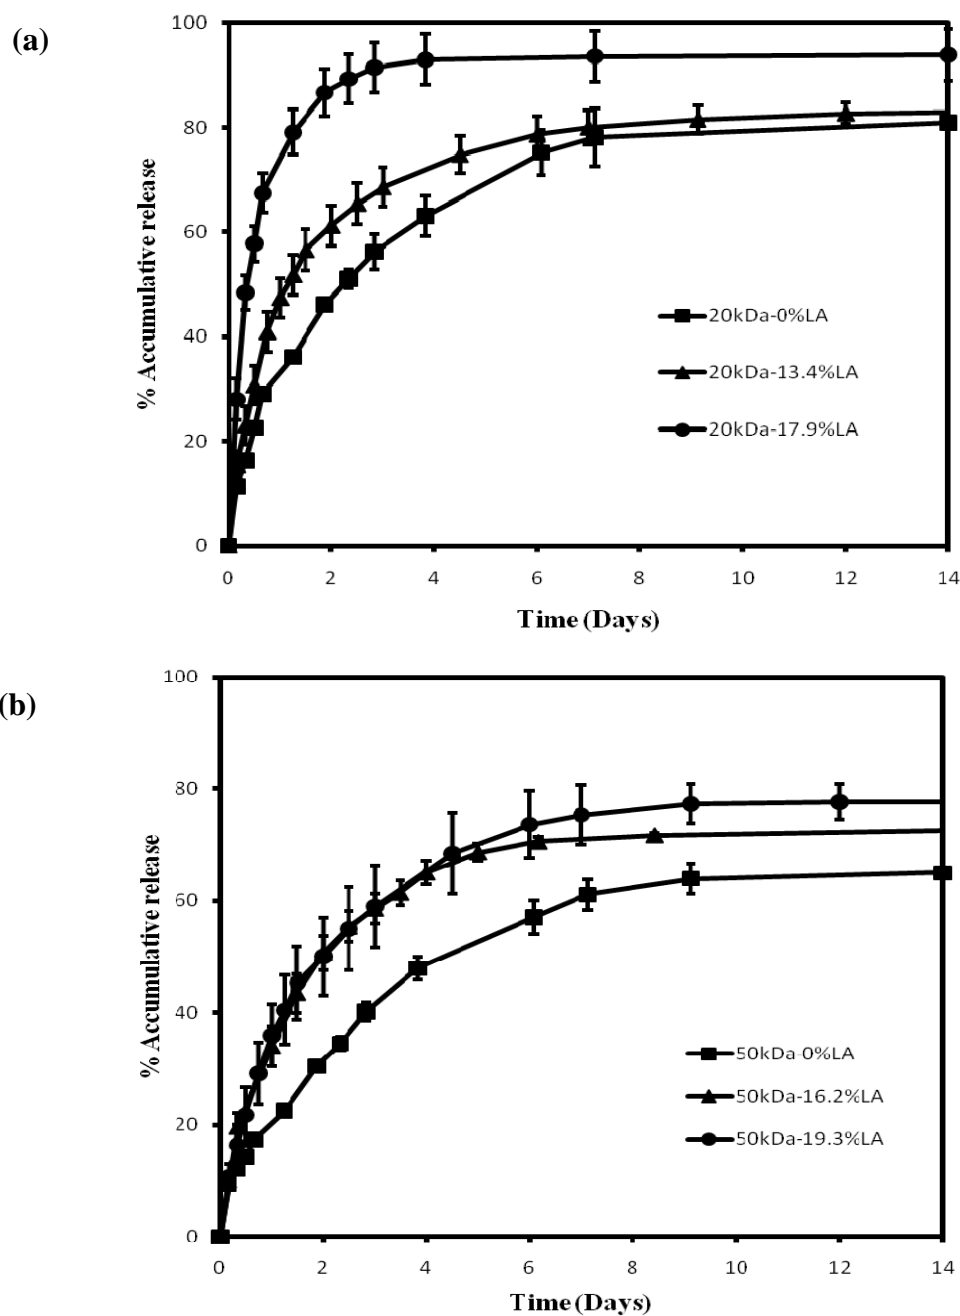 (a)
100
80
60
40
20
0
% Accumulative release
20kDa-0%LA
20kDa-13.4%LA
20kDa-17.9%LA
0 2 4 6 8 10 12 14
Time (Days)
(b)
100
80
60
40
20
0
% Accumulative release
50kDa-0%LA
50kDa-16.2%LA
50kDa-19.3%LA
0 2 4 6 8 10 12 14
Time (Days)